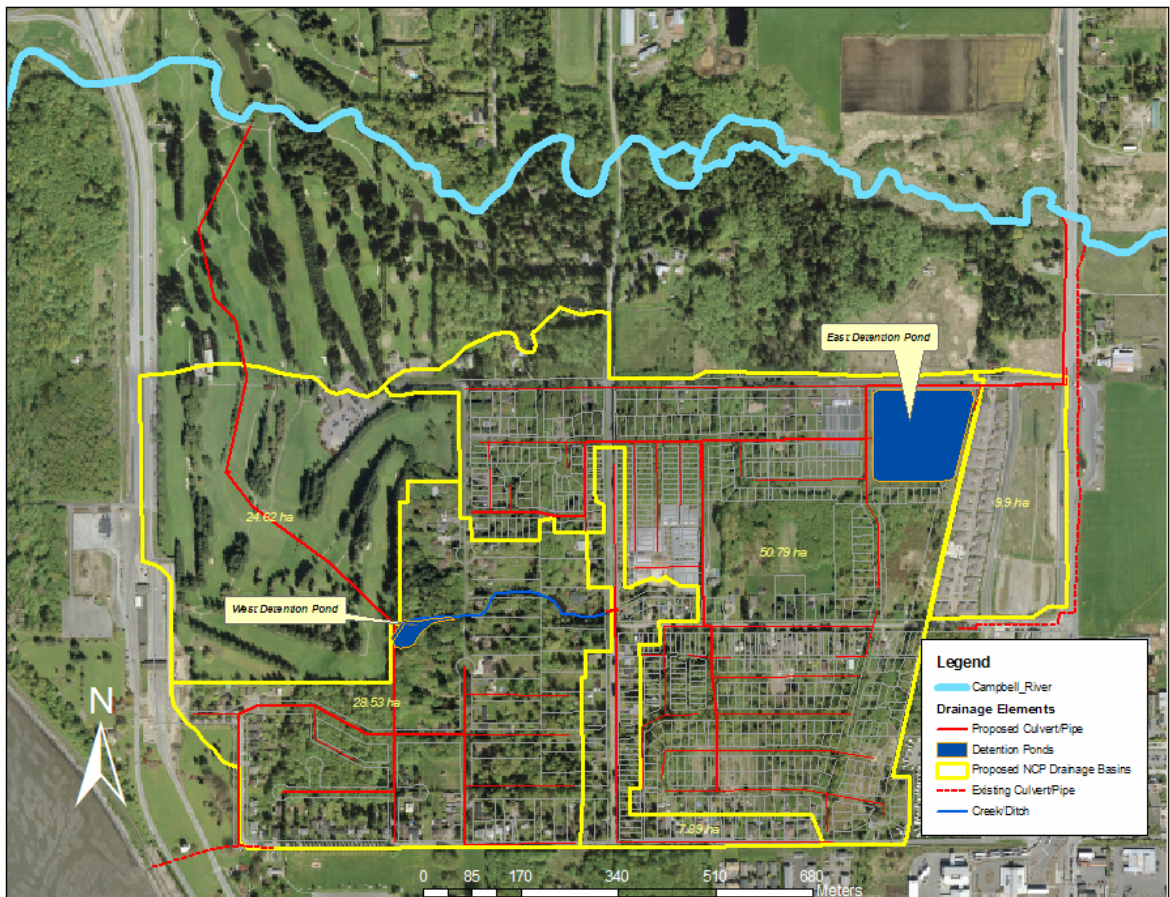 East Detention Pond
24.62 ha
9.9 ha
50.79 ha
West Detention Pond
28.53 ha
7.89 ha
N
0 85 170 340 510 680
Meters
Legend
Campbell_River
Drainage Elements
Proposed Culvert/Pipe
Detention Ponds
Proposed NCP Drainage Basins
Existing Culvert/Pipe
Creek/Ditch